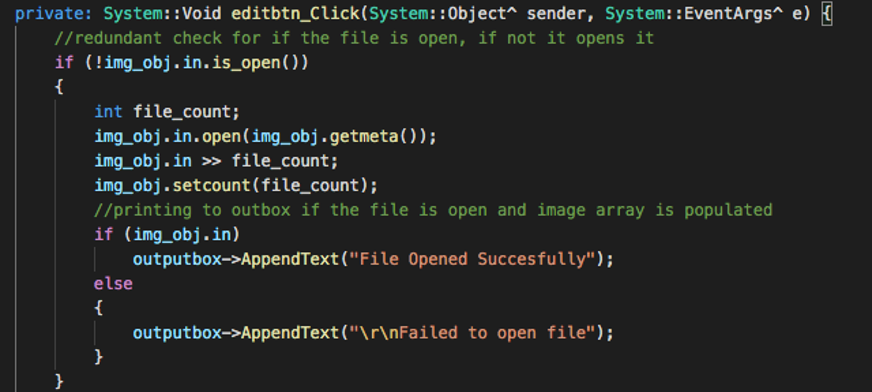 private: System::Void editbtn_Click(System::Object^ sender, System::EventArgs^ e) {
//redundant check for if the file is open, if not it opens it
if (!img_obj.in.is_open())
{
int file_count;
img_obj.in.open(img_obj.getmeta());
img_obj.in >> file_count;
img_obj.setcount(file_count);
//printing to outbox if the file is open and image array is populated
if (img_obj.in)
outputbox->AppendText("File Opened Succesfully");
else
{
outputbox->AppendText("\r\nFailed to open file");
}
}